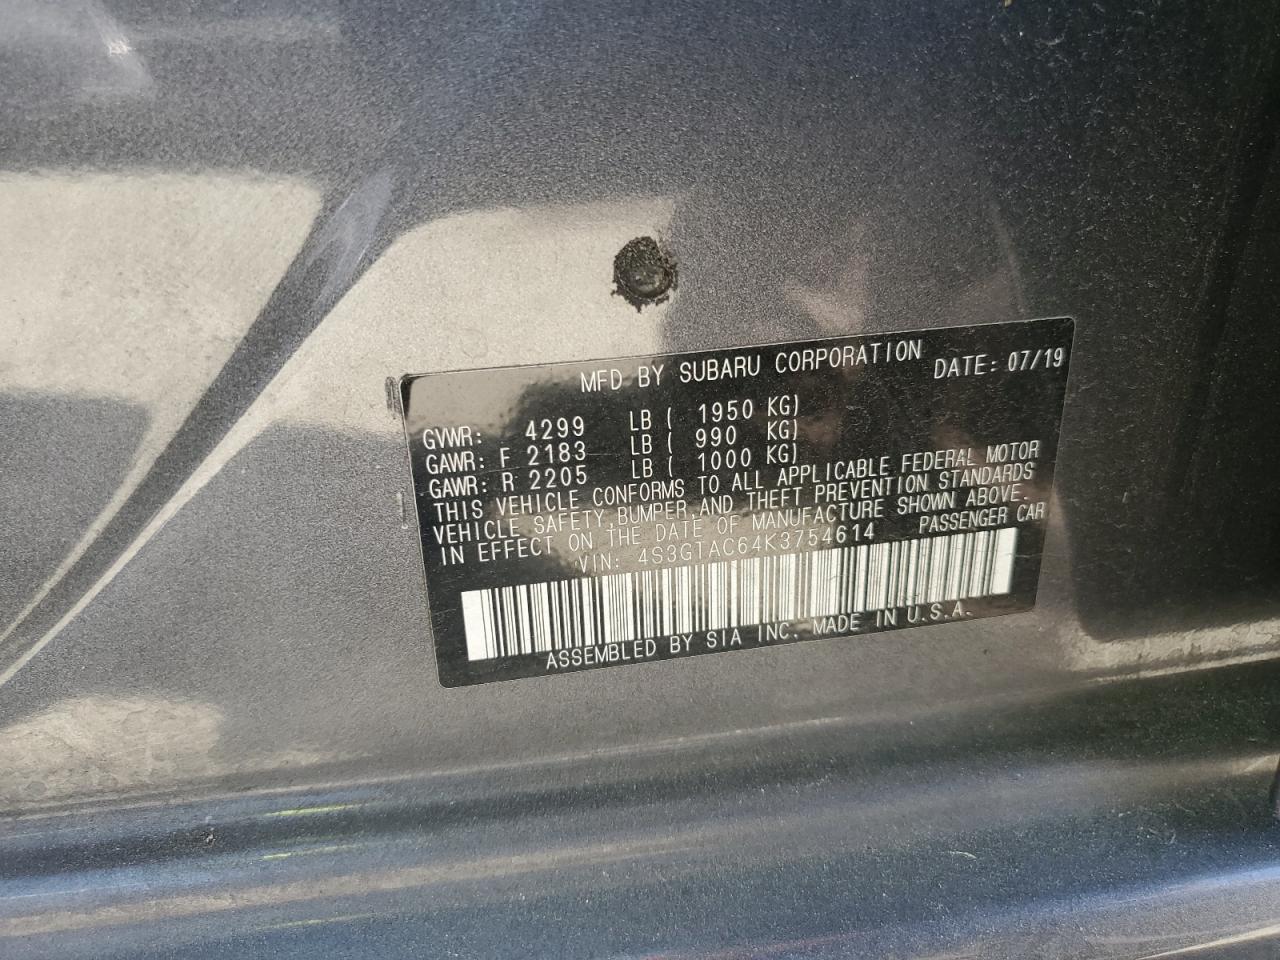 MFD BY SUBARU CORPORATION DATE: 07/19
GVWR: 4299 LB ( 1950 KG)
GAWR: F 2183 LB ( 990 KG)
GAWR: R 2205 LB ( 1000 KG)
THIS VEHICLE CONFORMS TO ALL APPLICABLE FEDERAL MOTOR
VEHICLE SAFETY,BUMPER,AND THEFT PREVENTION STANDARDS
IN EFFECT ON THE DATE OF MANUFACTURE SHOWN ABOVE.
VIN: 4S3G1AC64K3754614 PASSENGER CAR
ASSEMBLED BY SIA INC. MADE IN U.S.A.